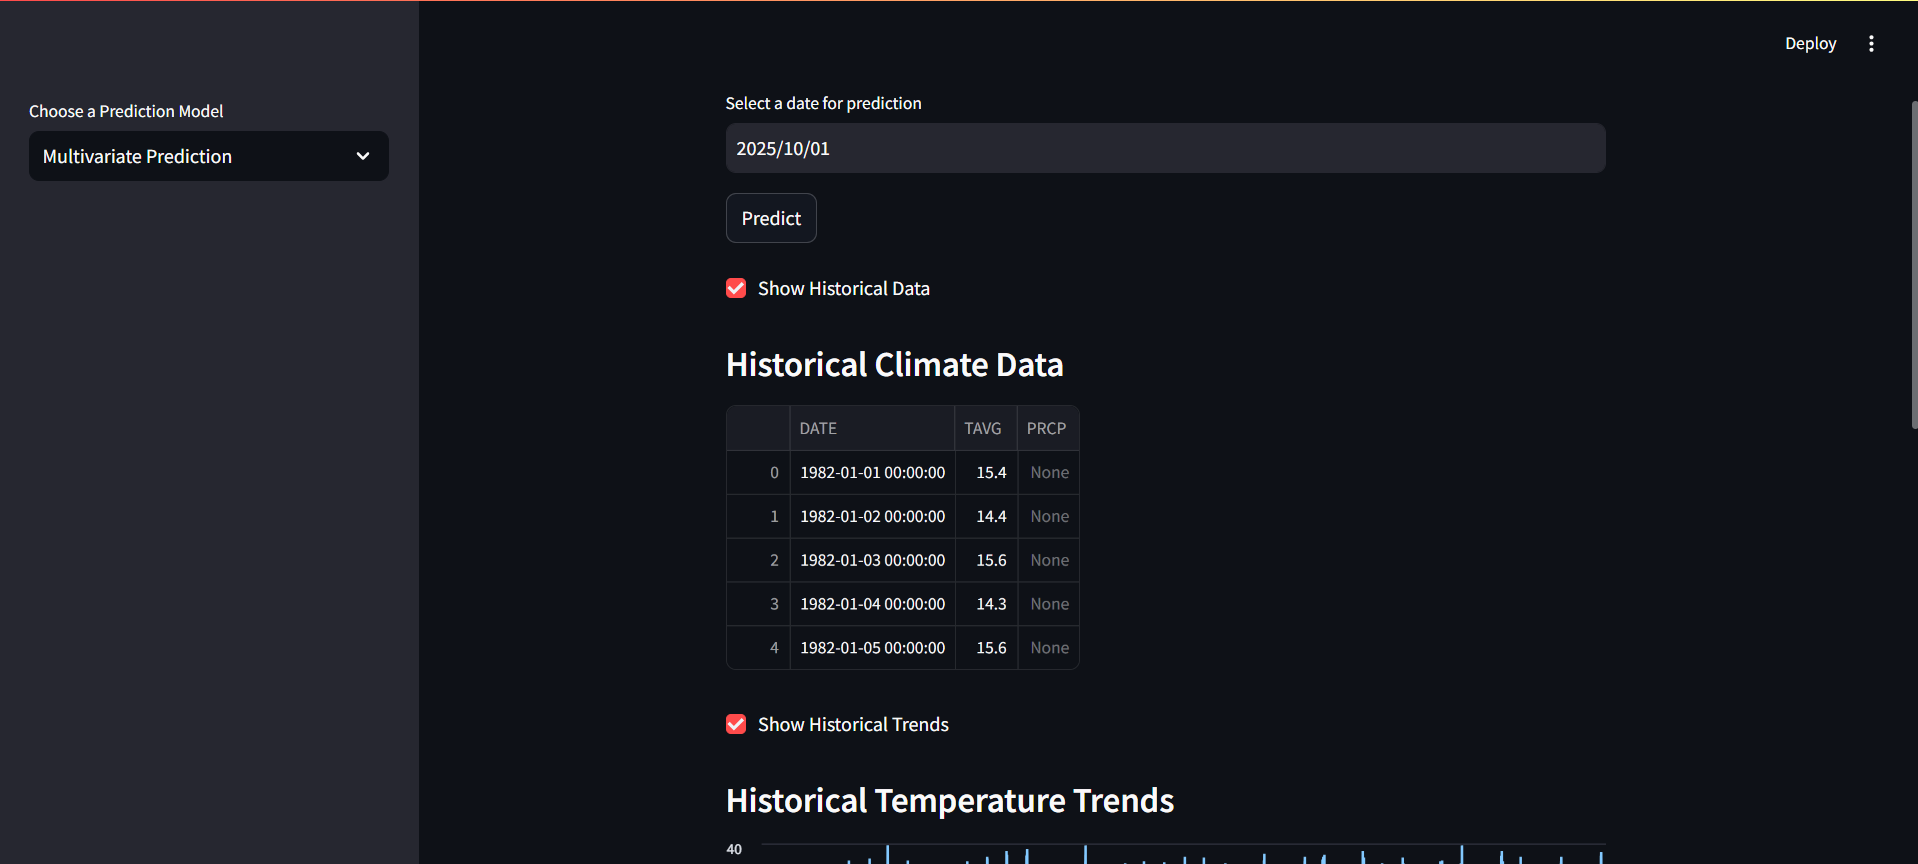 Deploy
Choose a Prediction Model
Multivariate Prediction
Select a date for prediction
2025/10/01
Predict
Show Historical Data
Historical Climate Data
DATE TAVG PRCP
0 1982-01-01 00:00:00 15.4 None
1 1982-01-02 00:00:00 14.4 None
2 1982-01-03 00:00:00 15.6 None
3 1982-01-04 00:00:00 14.3 None
4 1982-01-05 00:00:00 15.6 None
Show Historical Trends
Historical Temperature Trends
40